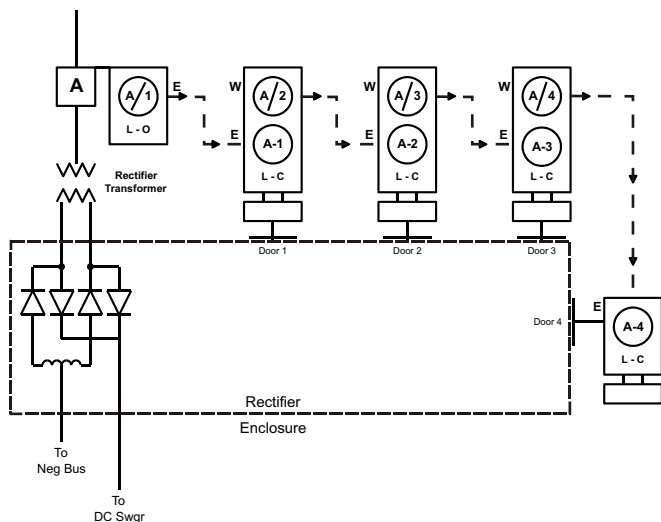 A
A/1
L - O
E
W
A/2
E
A-1
L - C
W
A/3
E
A-2
L - C
W
A/4
E
A-3
L - C
Rectifier
Transformer
Door 1
Door 2
Door 3
Door 4
E
A-4
L - C
Rectifier
Enclosure
To
Neg Bus
To
DC Swgr